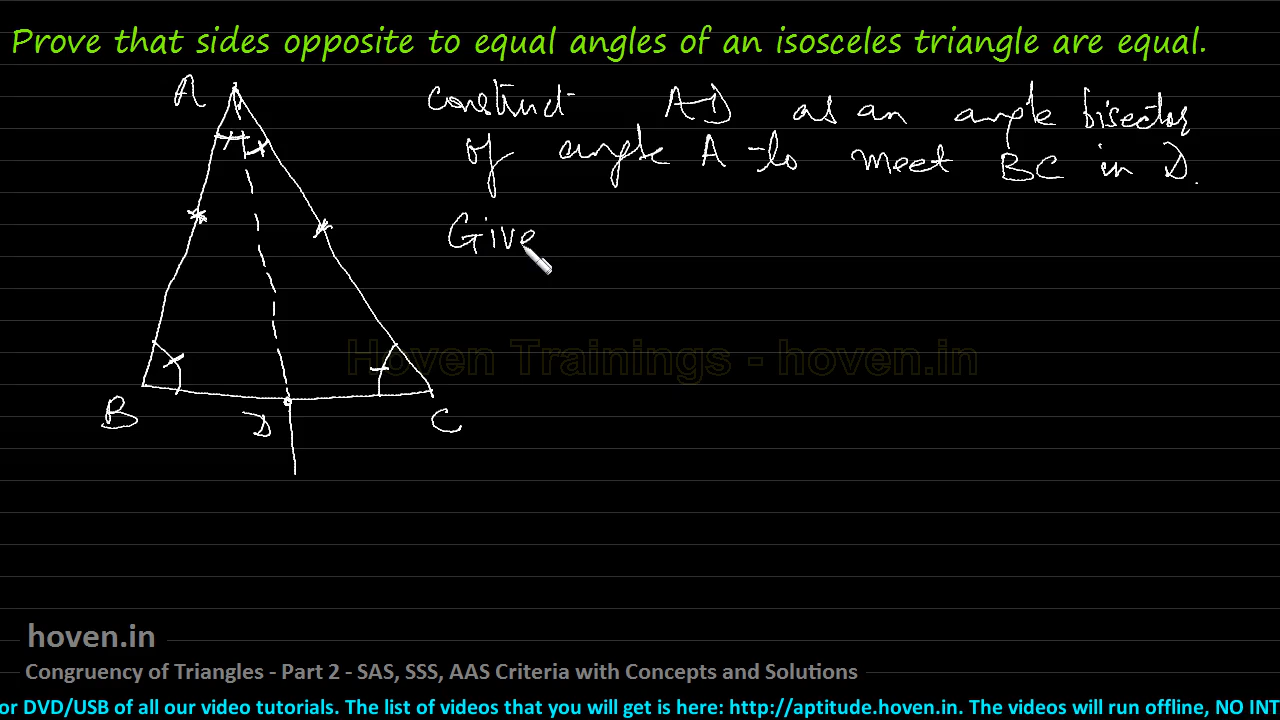 Prove that sides opposite to equal angles of an isosceles triangle are equal.
A
construct AD as an angle bisector
of angle A to meet BC in D.
Give
Hoven Trainings - hoven.in
B
D
C
hoven.in
Congruency of Triangles - Part 2 - SAS, SSS, AAS Criteria with Concepts and Solutions
or DVD/USB of all our video tutorials. The list of videos that you will get is here: http://aptitude.hoven.in. The videos will run offline, NO INT